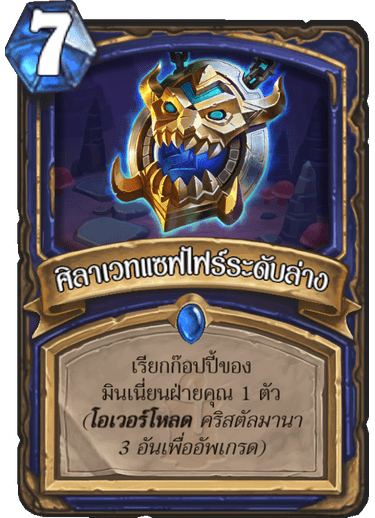 7
ศิลาเวทแซฟไฟร์ระดับล่าง
เรียกก๊อปปี้ของ
มินเนี่ยนฝ่ายคุณ 1 ตัว
(โอเวอร์โหลด คริสตัลมานา
3 อันเพื่ออัพเกรด)